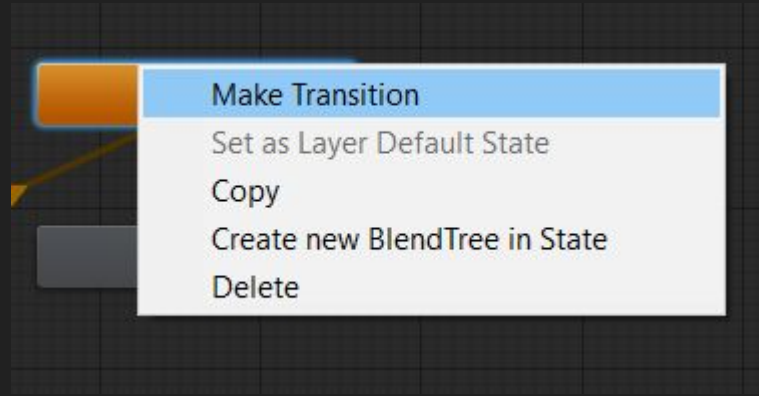 Make Transition
Set as Layer Default State
Copy
Create new BlendTree in State
Delete